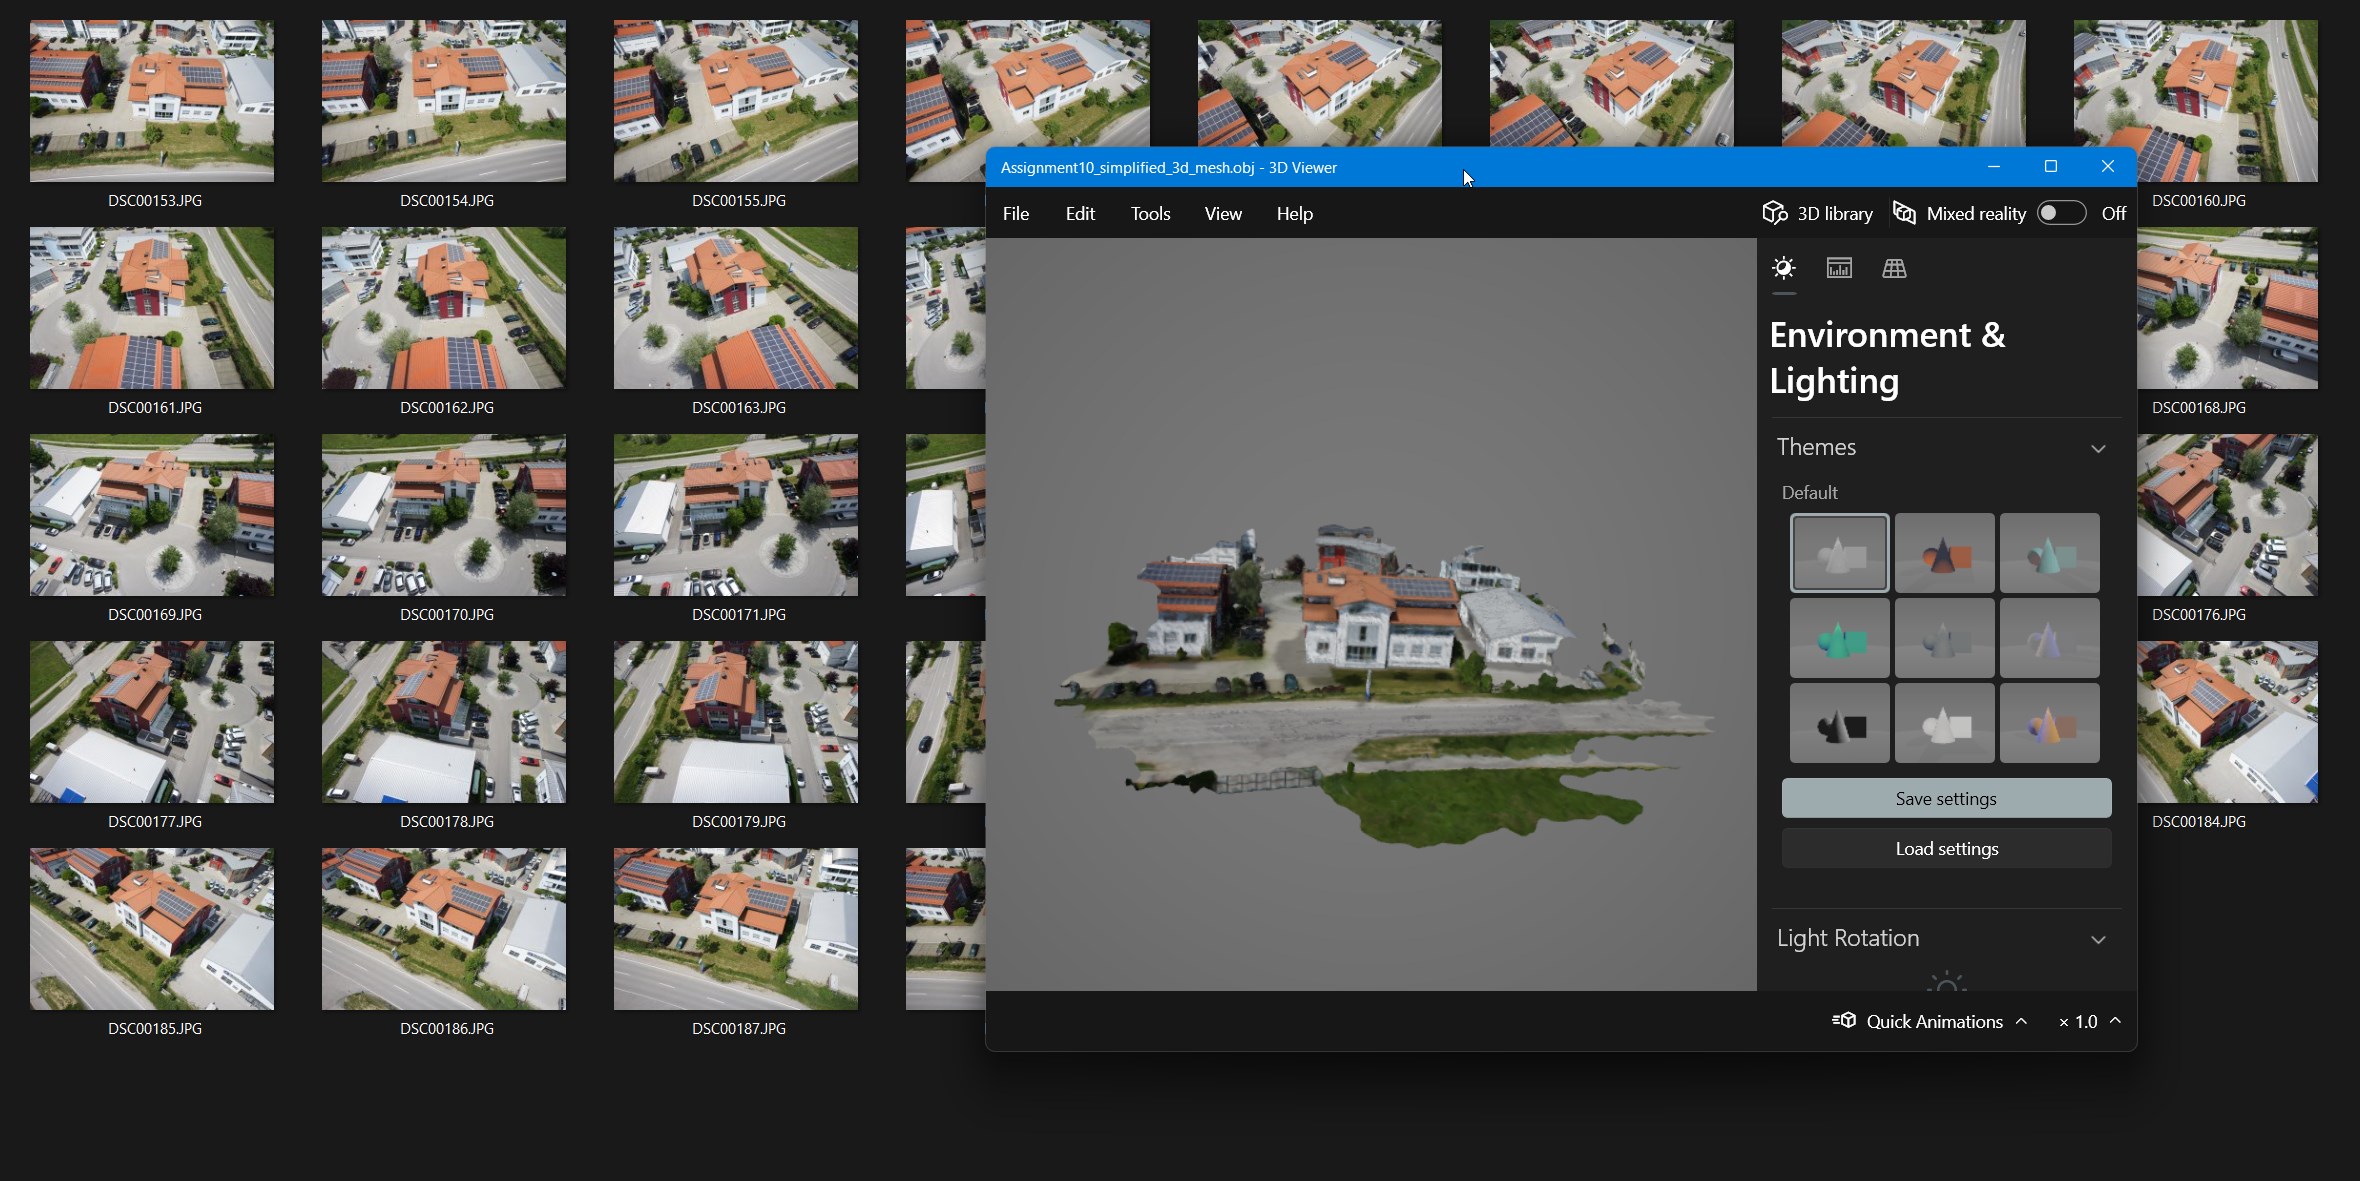 DSC00153.JPG
DSC00154.JPG
DSC00155.JPG
DSC00160.JPG
DSC00161.JPG
DSC00162.JPG
DSC00163.JPG
DSC00168.JPG
DSC00169.JPG
DSC00170.JPG
DSC00171.JPG
DSC00176.JPG
DSC00177.JPG
DSC00178.JPG
DSC00179.JPG
DSC00184.JPG
DSC00185.JPG
DSC00186.JPG
DSC00187.JPG
Assignment10_simplified_3d_mesh.obj - 3D Viewer
File Edit Tools View Help
3D library
Mixed reality
Off
Environment &
Lighting
Themes
Default
Save settings
Load settings
Light Rotation
Quick Animations
× 1.0